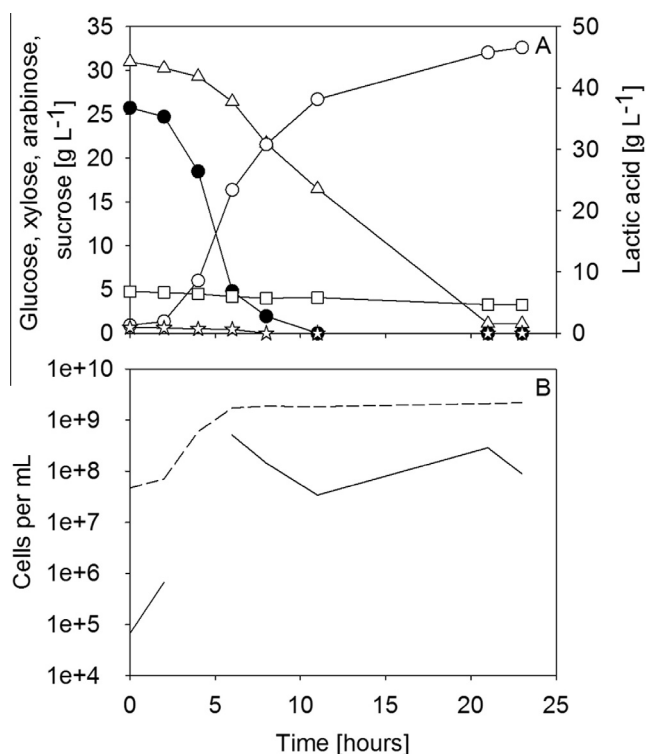 Glucose, xylose, arabinose,
sucrose [g L-1]
35
30
25
20
15
10
5
0
A
50
40
30
20
10
0
Lactic acid [g L-1]
Cells per mL
1e+10
1e+9
1e+8
1e+7
1e+6
1e+5
1e+4
B
0 5 10 15 20 25
Time [hours]